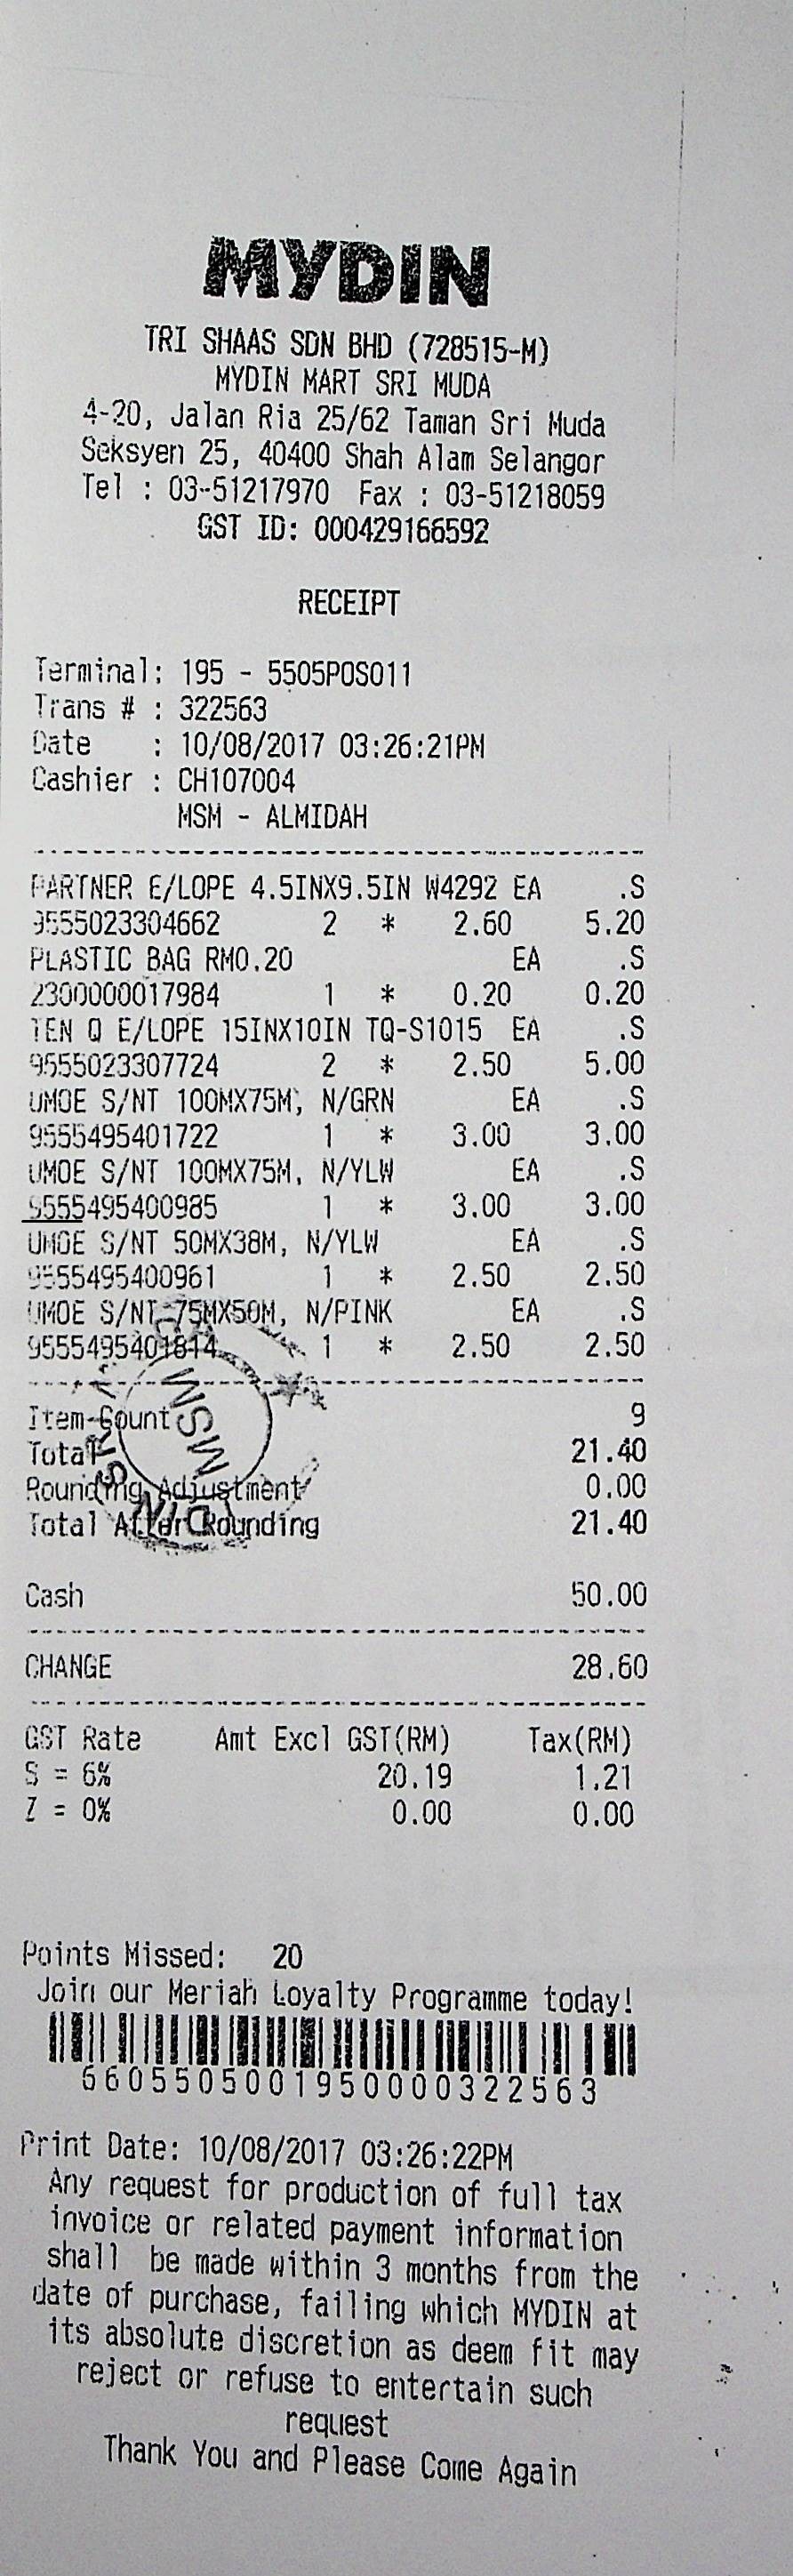 MYDIN
TRI SHAAS SDN BHD (728515-M)
MYDIN MART SRI MUDA
4-20, Jalan Ria 25/62 Taman Sri Muda
Seksyen 25, 40400 Shah Alam Selangor
Tel : 03-51217970 Fax : 03-51218059
GST ID: 000429166592
RECEIPT
Terminal: 195 - 5505POS011
Trans # : 322563
Date : 10/08/2017 03:26:21PM
Cashier : CH107004
MSM - ALMIDAH
PARTNER E/LOPE 4.5INX9.5IN W4292 EA .S
9555023304662 2 * 2.60 5.20
PLASTIC BAG RM0.20 EA .S
2300000017984 1 * 0.20 0.20
TEN Q E/LOPE 15INX10IN TQ-S1015 EA .S
9555023307724 2 * 2.50 5.00
UMOE S/NT 100MX75M, N/GRN EA .S
9555495401722 1 * 3.00 3.00
UMOE S/NT 100MX75M, N/YLW EA .S
9555495400985 1 * 3.00 3.00
UMOE S/NT 50MX38M, N/YLW EA .S
9555495400961 1 * 2.50 2.50
UMOE S/NT 75MX50M, N/PINK EA .S
9555495401814 1 * 2.50 2.50
Item Count 9
Total 21.40
Rounding Adjustment 0.00
Total After Rounding 21.40
MSM
Cash 50.00
CHANGE 28.60
GST Rate Amt Excl GST(RM) Tax(RM)
S = 6% 20.19 1.21
Z = 0% 0.00 0.00
Points Missed: 20
Join our Meriah Loyalty Programme today!
6605505001950000322563
Print Date: 10/08/2017 03:26:22PM
Any request for production of full tax
invoice or related payment information
shall be made within 3 months from the
date of purchase, failing which MYDIN at
its absolute discretion as deem fit may
reject or refuse to entertain such
request
Thank You and Please Come Again